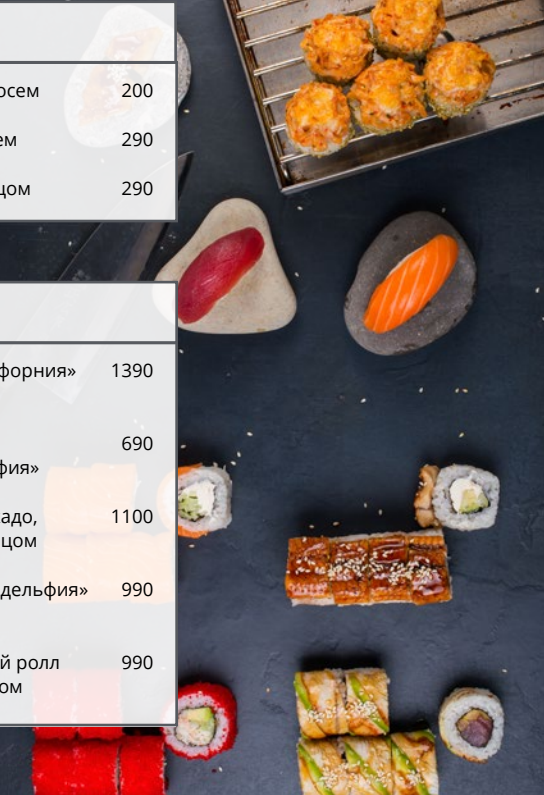 осем 200
ем 290
цом 290
форния» 1390
690
фия»
адо, 1100
цом
дельфия» 990
й ролл 990
ом